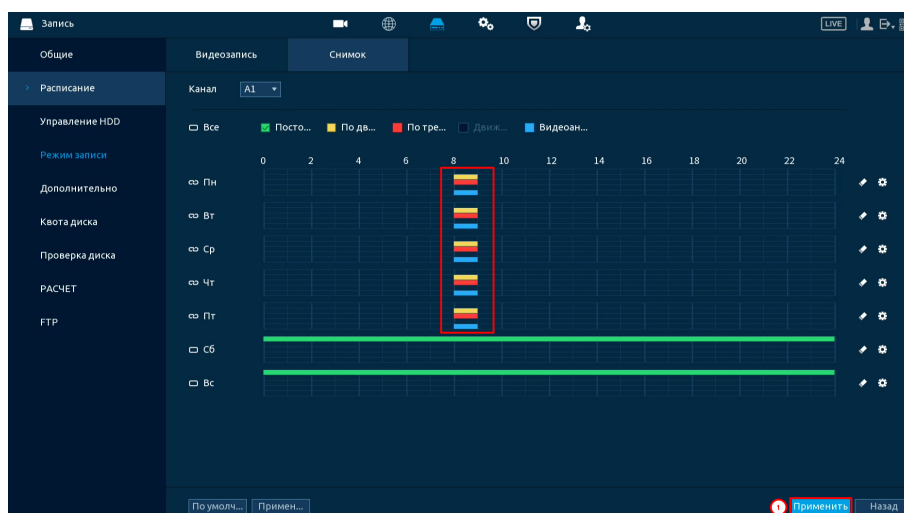 Запись LIVE
Общие
Видеозапись Снимок
Расписание
Канал A1
Управление HDD
Все Посто... По дв... По тре... Движ... Видеоан...
Режим записи
0 2 4 6 8 10 12 14 16 18 20 22 24
Дополнительно
Пн
Квота диска
Вт
Проверка диска
Ср
РАСЧЕТ
Чт
FTP
Пт
Сб
Вс
По умолч... Примен... 1 Применить Назад